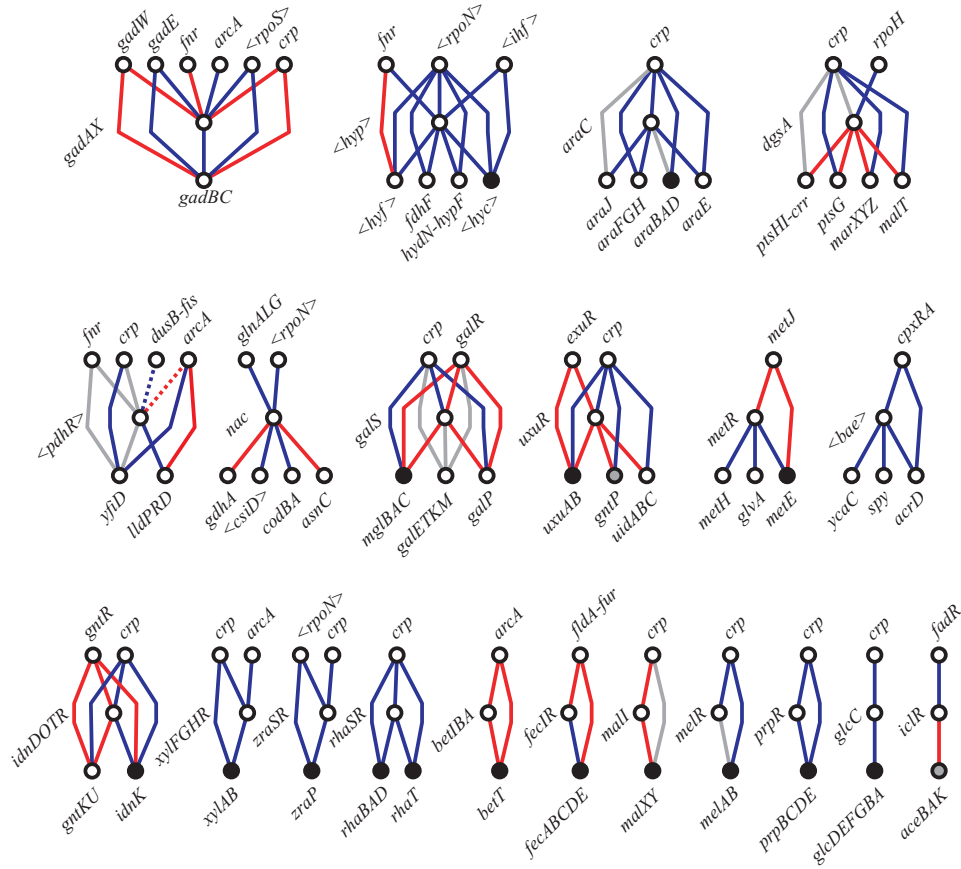 gadW
gadE
fnr
arcA
<rpoS>
crp
gadAX
gadBC
fnr
<rpoN>
<ihf>
<hyp>
<hyf>
fdhF
hydN-hypF
<hyc>
crp
araC
araJ
araFGH
araBAD
araE
crp
rpoH
dgsA
ptsHI-crr
ptsG
marXYZ
malT
fnr
crp
dusB-fis
arcA
<pdhR>
yfiD
lldPRD
glnALG
<rpoN>
nac
gdhA
<csiD>
codBA
asnC
crp
galR
galS
mglBAC
galETKM
galP
exuR
crp
uxuR
uxuAB
gntP
uidABC
metJ
metR
metH
glvA
metE
cpxRA
<bae>
ycaC
spy
acrD
gntR
crp
idnDOTR
gntKU
idnK
crp
arcA
xylFGHR
xylAB
<rpoN>
crp
zraSR
zraP
crp
rhaSR
rhaBAD
rhaT
arcA
betIBA
betT
fldA-fur
fecIR
fecABCDE
crp
malI
malXY
crp
melR
melAB
crp
prpR
prpBCDE
crp
glcC
glcDEFGBA
fadR
iclR
aceBAK